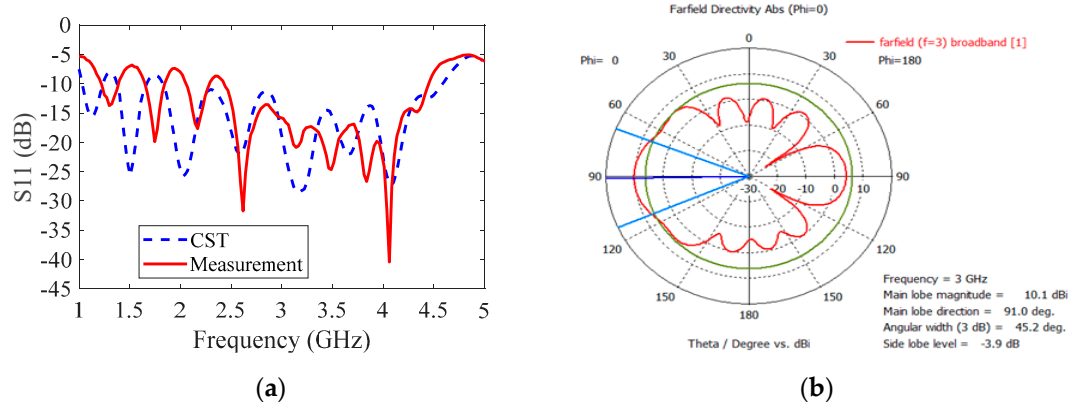 0
-5
-10
-15
-20
-25
-30
-35
-40
-45
S11 (dB)
CST
Measurement
1 1.5 2 2.5 3 3.5 4 4.5 5
Frequency (GHz)
(a)
Farfield Directivity Abs (Phi=0)
farfield (f=3) broadband [1]
Phi= 0
Phi=180
0
30 30
60 60
90 -30 -20 -10 0 10 90
120 120
150 150
180
Theta / Degree vs. dBi
Frequency = 3 GHz
Main lobe magnitude = 10.1 dBi
Main lobe direction = 91.0 deg.
Angular width (3 dB) = 45.2 deg.
Side lobe level = -3.9 dB
(b)